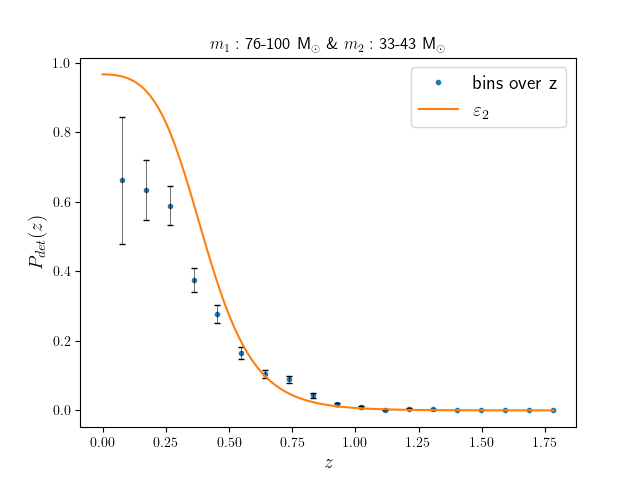 m₁ : 76-100 M⊙ & m₂ : 33-43 M⊙
bins over z
ε₂
P_det(z)
1.0
0.8
0.6
0.4
0.2
0.0
0.00 0.25 0.50 0.75 1.00 1.25 1.50 1.75
z